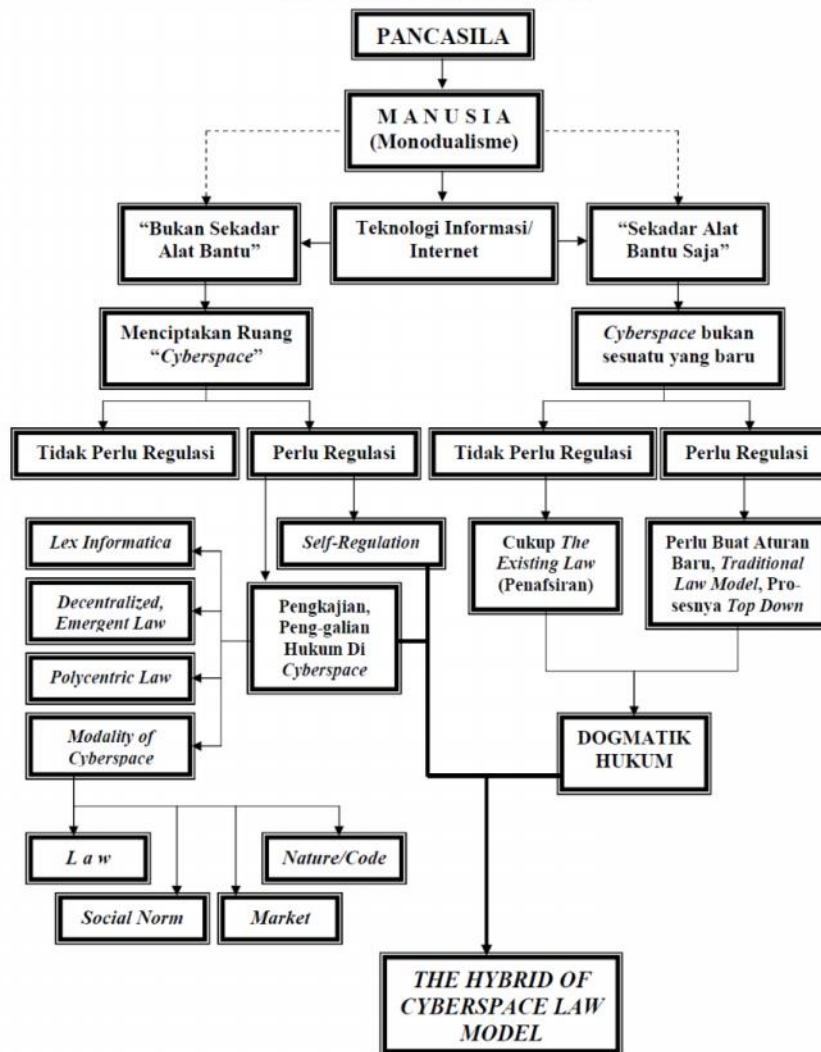 PANCASILA
M A N U S I A
(Monodualisme)
“Bukan Sekadar
Alat Bantu”
Teknologi Informasi/
Internet
“Sekadar Alat
Bantu Saja”
Menciptakan Ruang
“Cyberspace”
Cyberspace bukan
sesuatu yang baru
Tidak Perlu Regulasi
Perlu Regulasi
Tidak Perlu Regulasi
Perlu Regulasi
Lex Informatica
Decentralized,
Emergent Law
Polycentric Law
Modality of
Cyberspace
Self-Regulation
Pengkajian,
Peng-galian
Hukum Di
Cyberspace
Cukup The
Existing Law
(Penafsiran)
Perlu Buat Aturan
Baru, Traditional
Law Model, Pro-
sesnya Top Down
DOGMATIK
HUKUM
L a w
Nature/Code
Social Norm
Market
THE HYBRID OF
CYBERSPACE LAW
MODEL